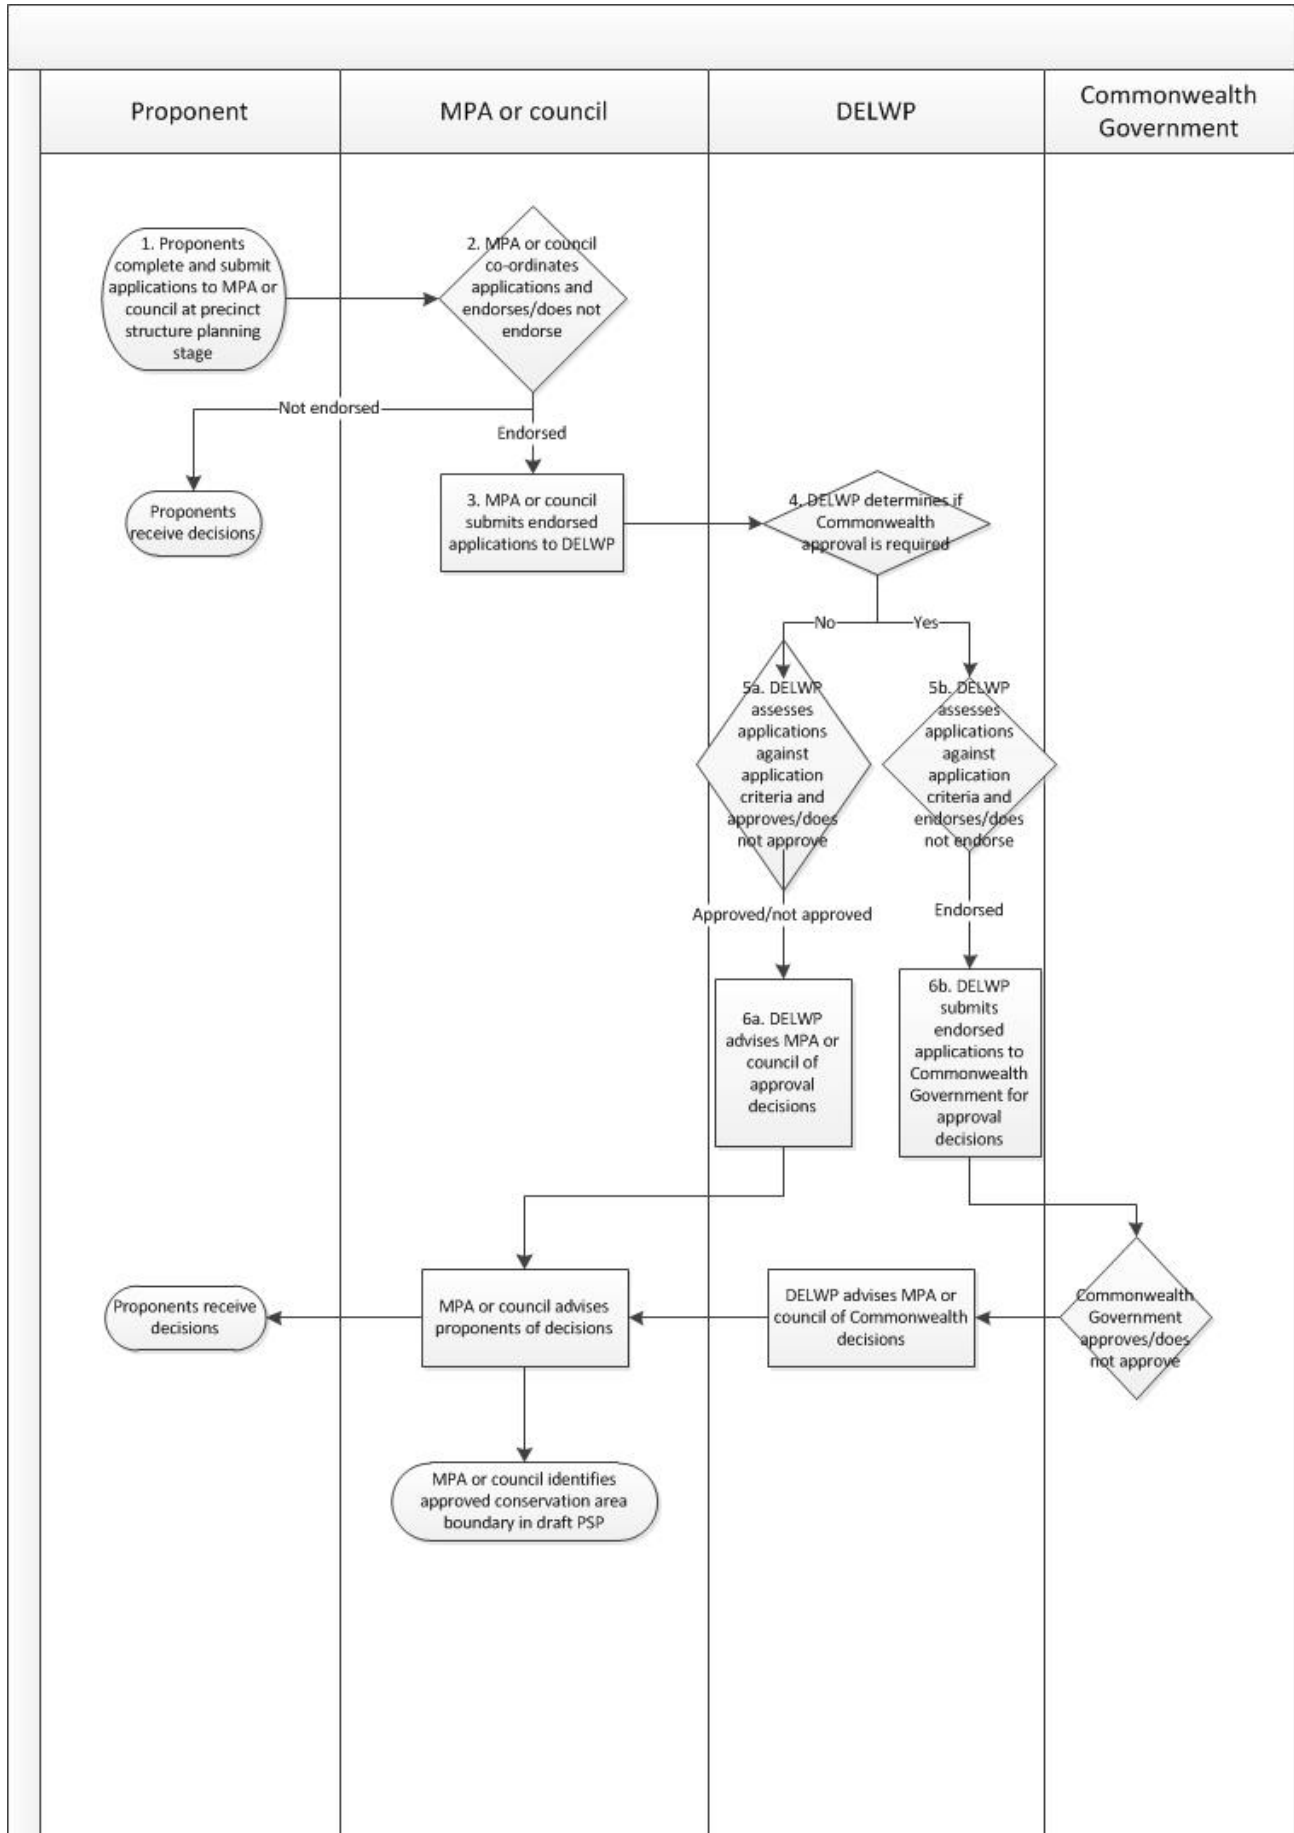 Proponent
MPA or council
DELWP
Commonwealth
Government
1. Proponents
complete and submit
applications to MPA or
council at precinct
structure planning
stage
2. MPA or council
co-ordinates
applications and
endorses/does not
endorse
Not endorsed
Endorsed
Proponents
receive decisions
3. MPA or council
submits endorsed
applications to DELWP
4. DELWP determines if
Commonwealth
approval is required
No
Yes
5a. DELWP
assesses
applications
against
application
criteria and
approves/does
not approve
5b. DELWP
assesses
applications
against
application
criteria and
endorses/does
not endorse
Approved/not approved
Endorsed
6a. DELWP
advises MPA or
council of
approval
decisions
6b. DELWP
submits
endorsed
applications to
Commonwealth
Government for
approval
decisions
Proponents receive
decisions
MPA or council advises
proponents of decisions
DELWP advises MPA or
council of Commonwealth
decisions
Commonwealth
Government
approves/does
not approve
MPA or council identifies
approved conservation area
boundary in draft PSP